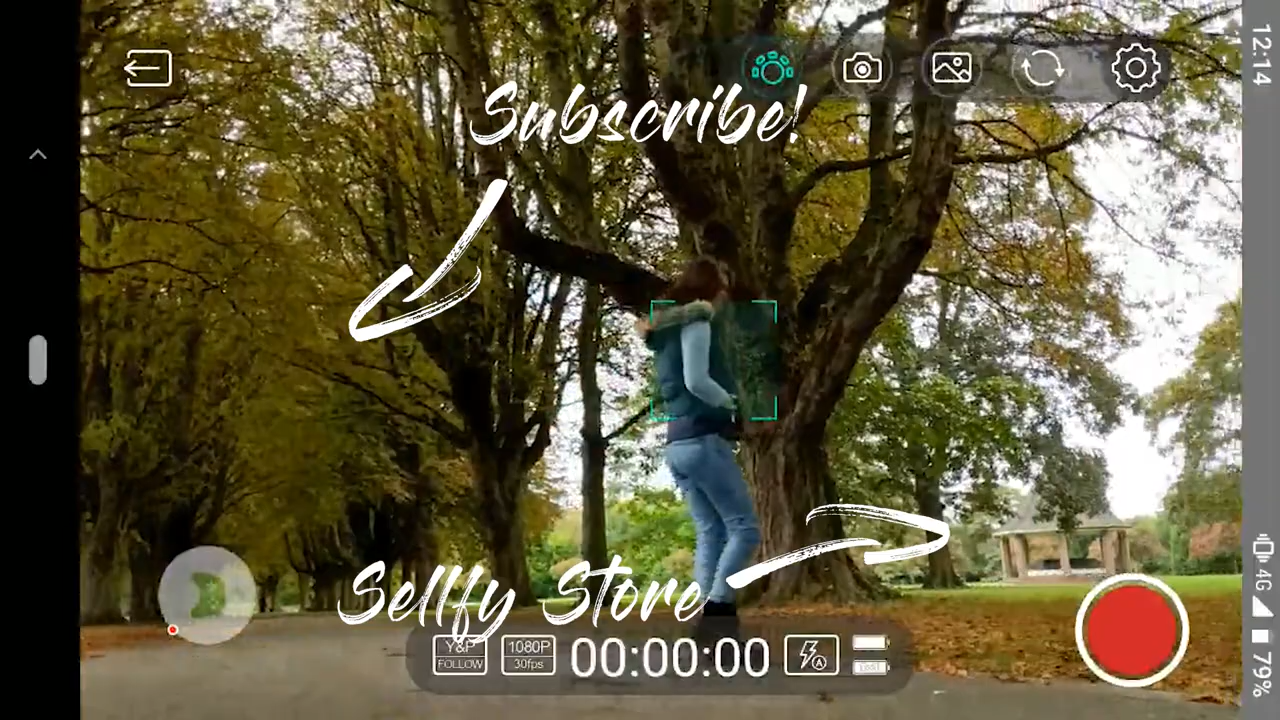 12:14
Subscribe!
Sellfy Store
Y&P
FOLLOW
1080P
30fps
00:00:00
A
4G
79%